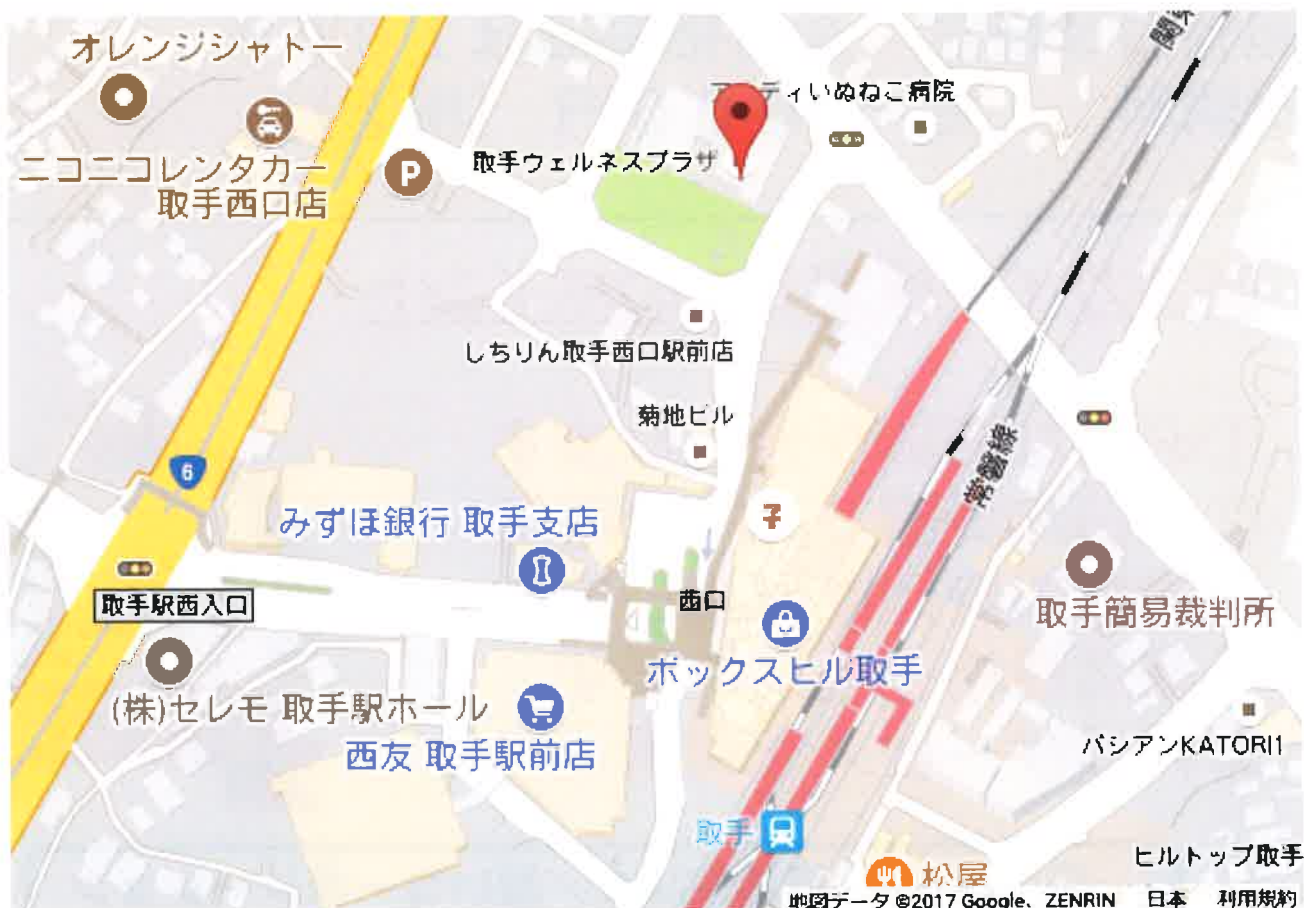 オレンジシャトー
関東
ィいぬねこ病院
ニコニコレンタカー
取手西口店
P
取手ウェルネスプラザ
しちりん取手西口駅前店
菊地ビル
常磐線
6
みずほ銀行 取手支店
子
取手駅西入口
西口
取手簡易裁判所
ボックスヒル取手
(株)セレモ 取手駅ホール
西友 取手駅前店
パシアンKATORI1
取手
ヒルトップ取手
松屋
地図データ ©2017 Google、ZENRIN 日本 利用規約